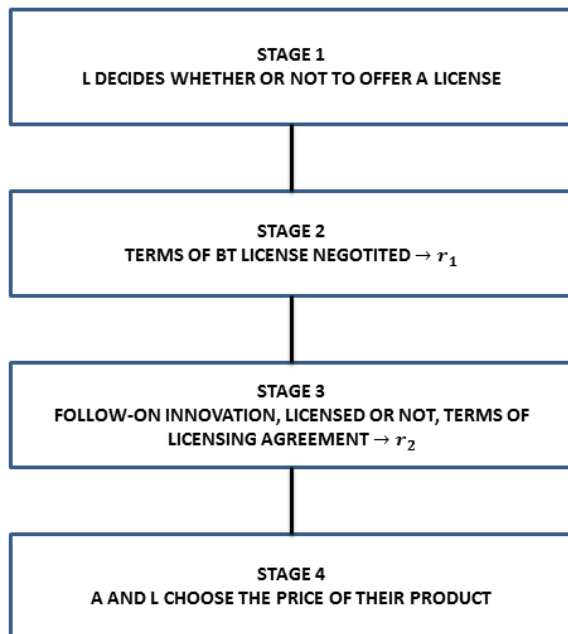 STAGE 1
L DECIDES WHETHER OR NOT TO OFFER A LICENSE
STAGE 2
TERMS OF BT LICENSE NEGOTITED → r₁
STAGE 3
FOLLOW-ON INNOVATION, LICENSED OR NOT, TERMS OF
LICENSING AGREEMENT → r₂
STAGE 4
A AND L CHOOSE THE PRICE OF THEIR PRODUCT